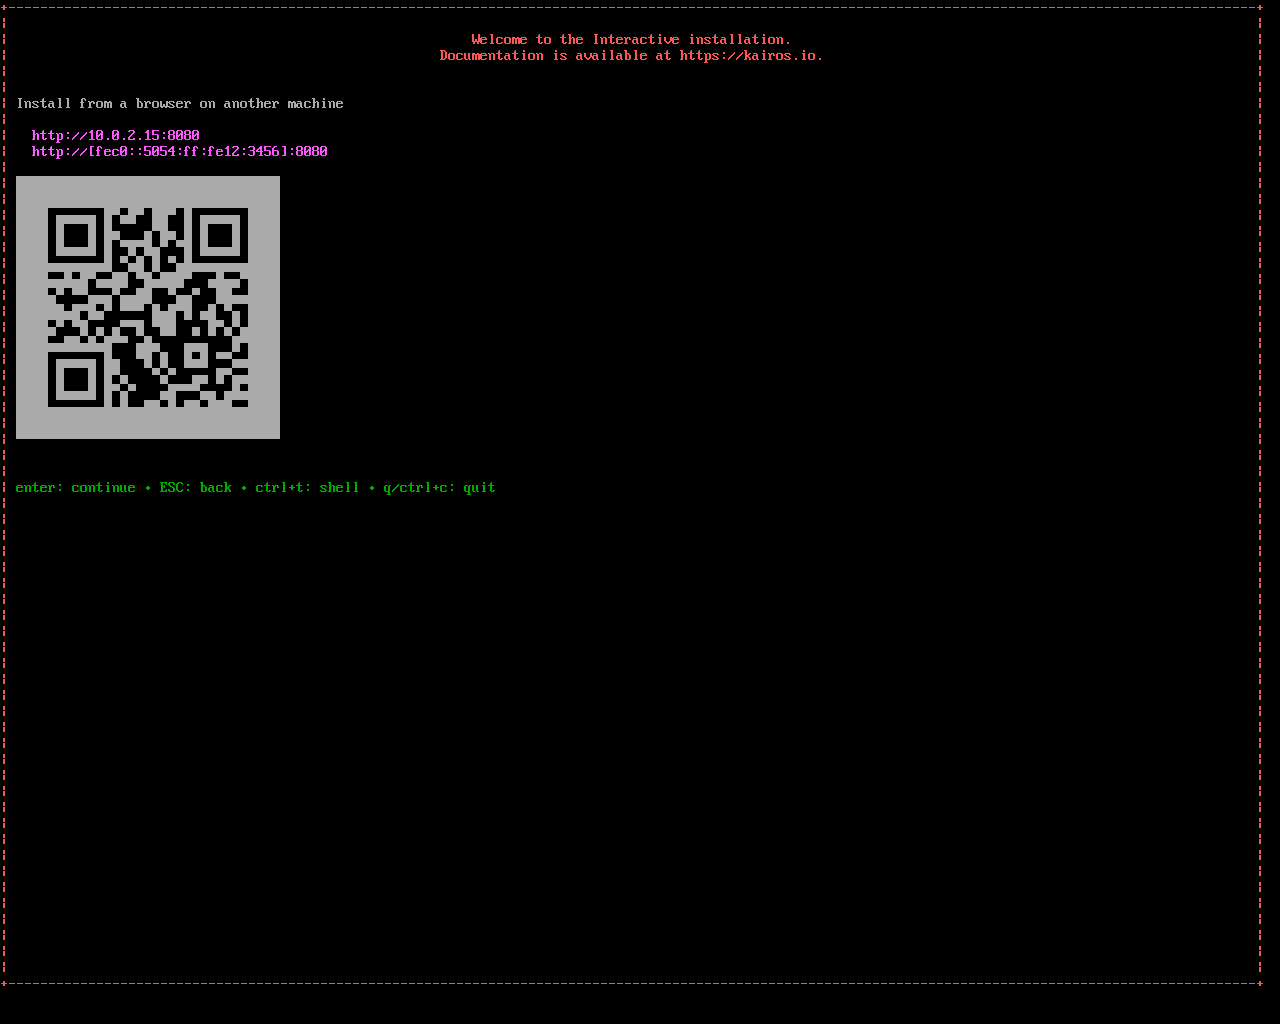 Welcome to the Interactive installation.
Documentation is available at https://kairos.io.
Install from a browser on another machine
http://10.0.2.15:8080
http://[fec0::5054:ff:fe12:3456]:8080
enter: continue • ESC: back • ctrl+t: shell • q/ctrl+c: quit